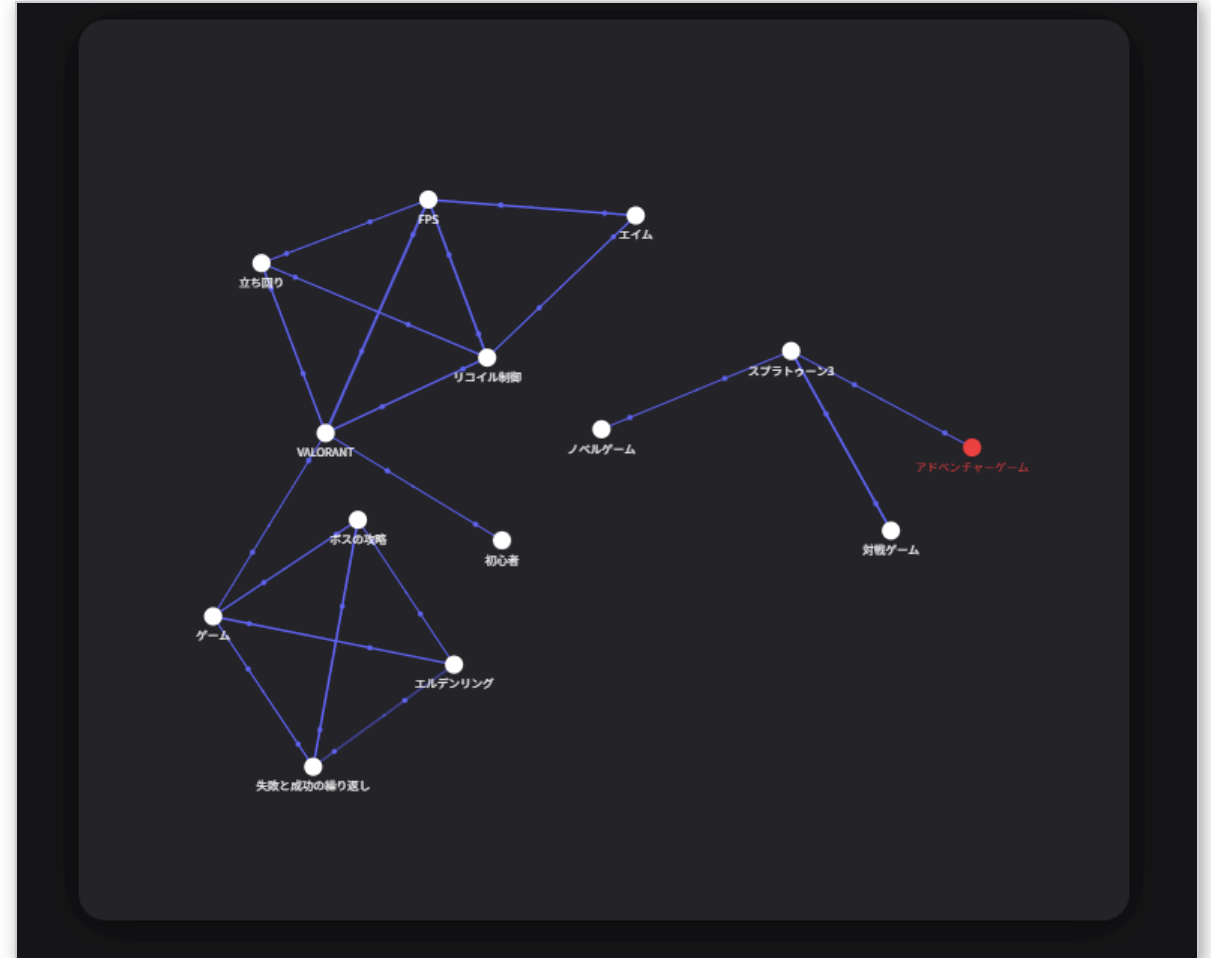 FPS
エイム
立ち回り
スプラトゥーン3
リコイル制御
ノベルゲーム
VALORANT
アドベンチャーゲーム
ボスの攻略
対戦ゲーム
初心者
ゲーム
エルデンリング
失敗と成功の繰り返し